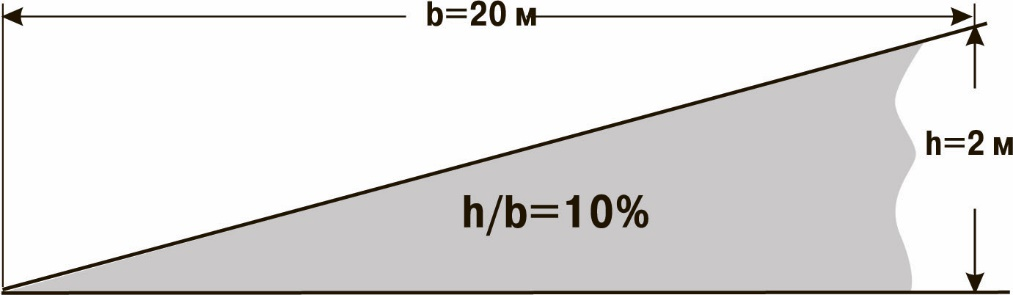 b=20 м
h=2 м
h/b=10%